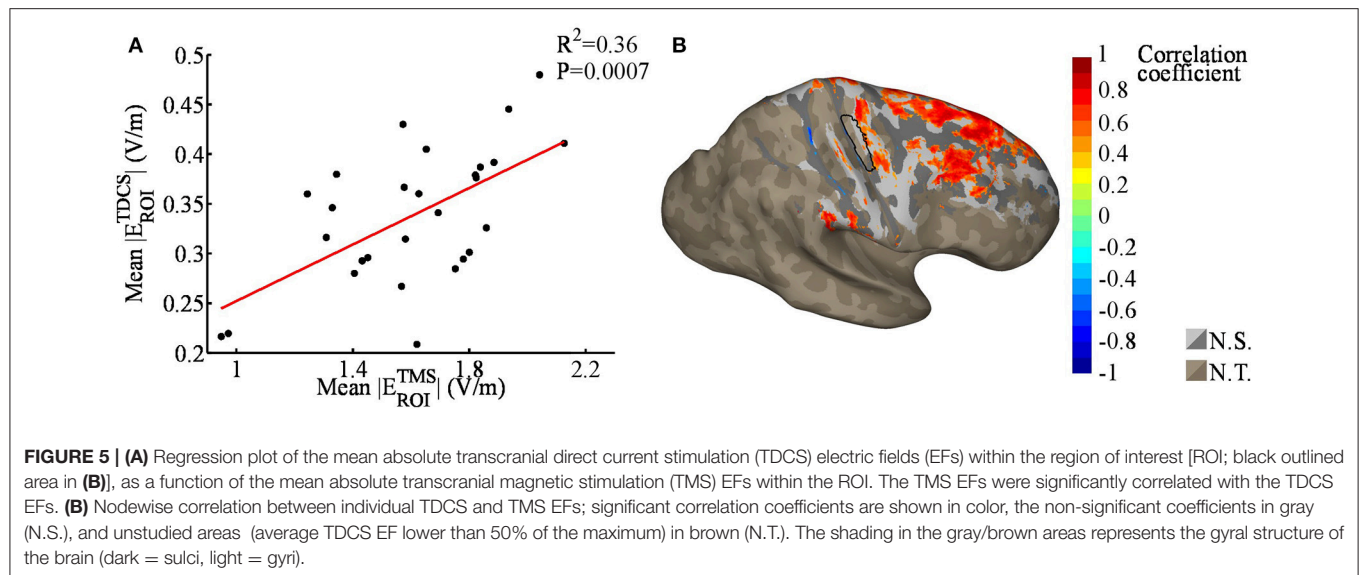 A
R²=0.36
P=0.0007
0.5
0.45
0.4
0.35
0.3
0.25
0.2
Mean |E_ROI^TDCS| (V/m)
1
1.4
1.8
2.2
Mean |E_ROI^TMS| (V/m)
B
1
0.8
0.6
0.4
0.2
0
-0.2
-0.4
-0.6
-0.8
-1
Correlation
coefficient
N.S.
N.T.
FIGURE 5 | (A) Regression plot of the mean absolute transcranial direct current stimulation (TDCS) electric fields (EFs) within the region of interest [ROI; black outlined
area in (B)], as a function of the mean absolute transcranial magnetic stimulation (TMS) EFs within the ROI. The TMS EFs were significantly correlated with the TDCS
EFs. (B) Nodewise correlation between individual TDCS and TMS EFs; significant correlation coefficients are shown in color, the non-significant coefficients in gray
(N.S.), and unstudied areas (average TDCS EF lower than 50% of the maximum) in brown (N.T.). The shading in the gray/brown areas represents the gyral structure of
the brain (dark = sulci, light = gyri).